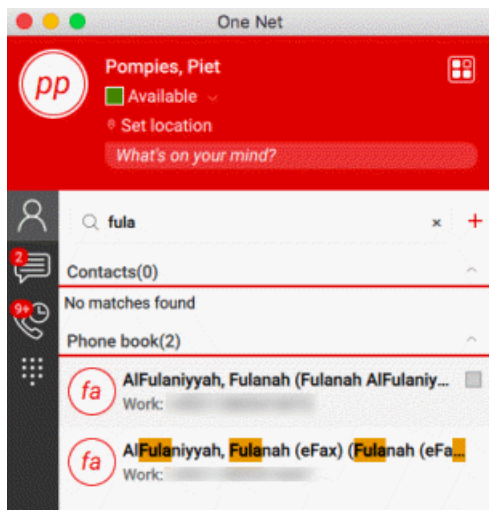 One Net
pp
Pompies, Piet
Available
Set location
What's on your mind?
fula
2
Contacts(0)
No matches found
9+
Phone book(2)
fa
AlFulaniyyah, Fulanah (Fulanah AlFulaniy...
Work:
fa
AlFulaniyyah, Fulanah (eFax) (Fulanah (eFa...
Work: